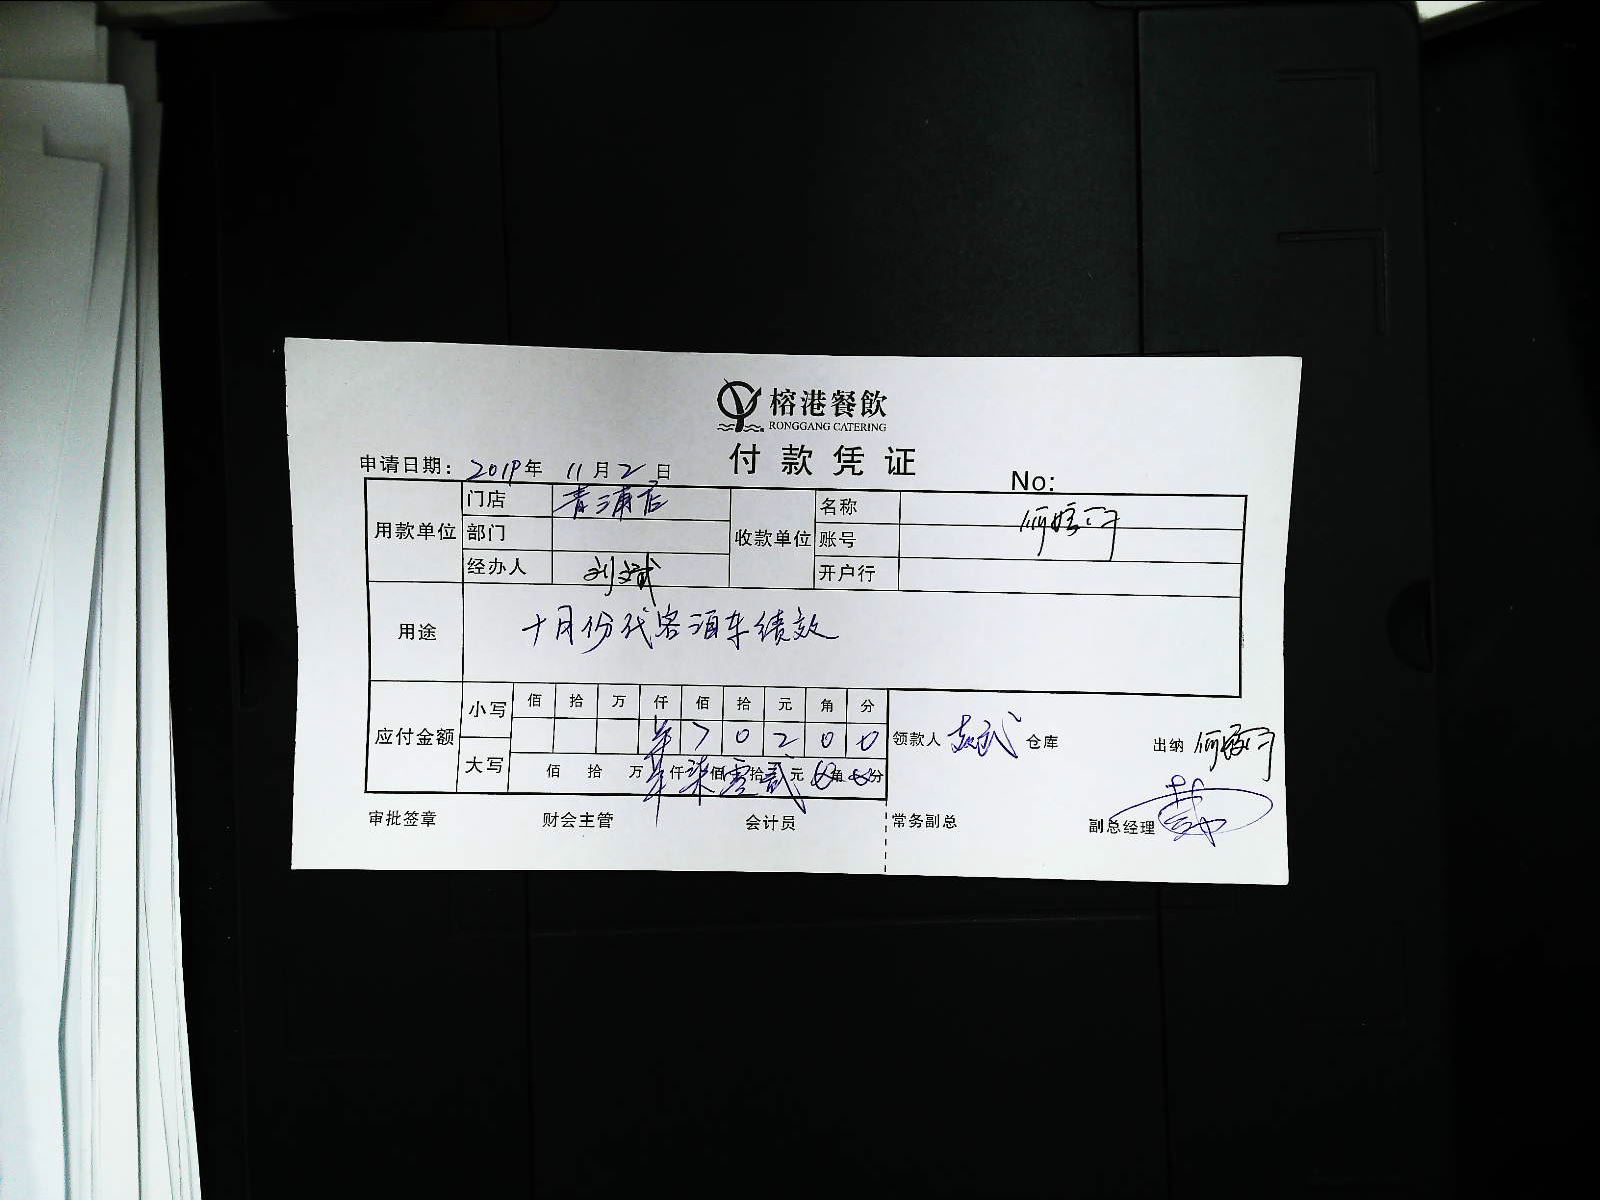 榕港餐飲
RONGGANG CATERING
付款凭证
申请日期：2019年 11月2日
No:
用款单位 门店 青浦店 收款单位 名称
部门 账号
经办人 刘斌 开户行
用途 十月份代客泊车绩效
应付金额 小写 佰 拾 万 仟 佰 拾 元 角 分
7 0 2 0 0
大写 佰 拾 万 仟柒佰零拾贰元 角 分
领款人 仓库 出纳
审批签章 财会主管 会计员 常务副总 副总经理